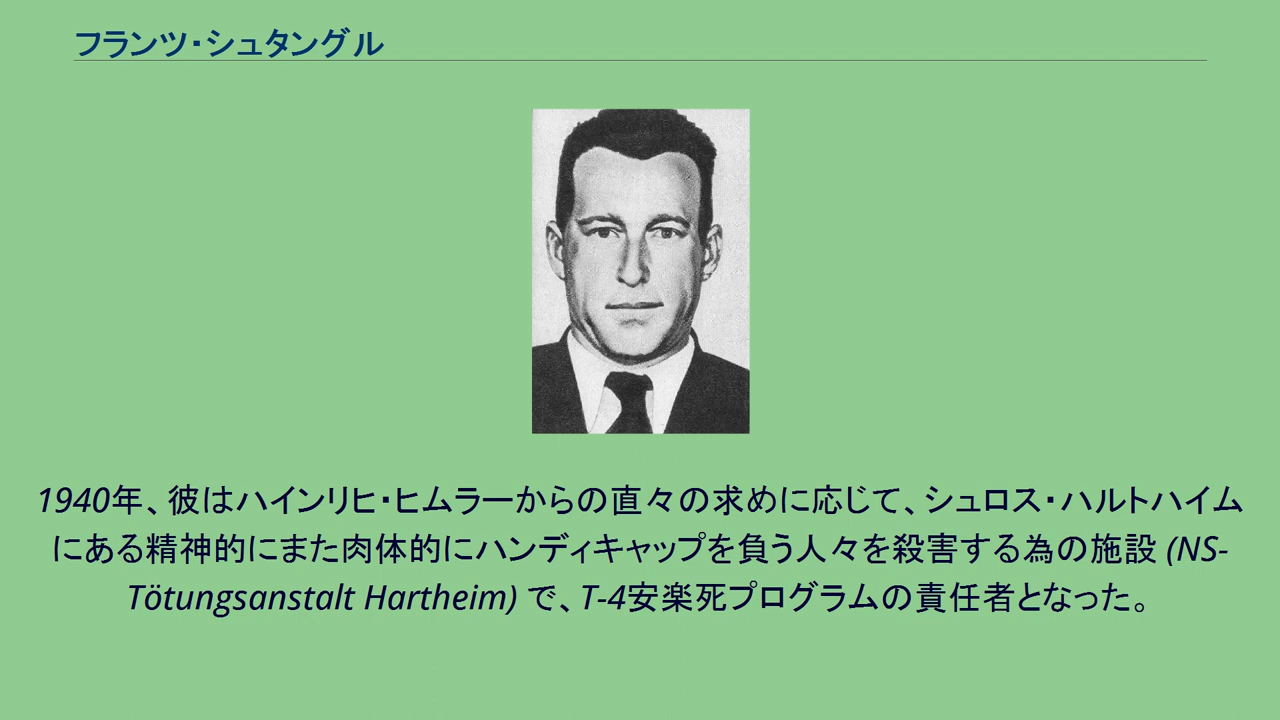 フランツ・シュタングル
1940年、彼はハインリヒ・ヒムラーからの直々の求めに応じて、シュロス・ハルトハイム
にある精神的にまた肉体的にハンディキャップを負う人々を殺害する為の施設 (NS-
Tötungsanstalt Hartheim) で、T-4安楽死プログラムの責任者となった。